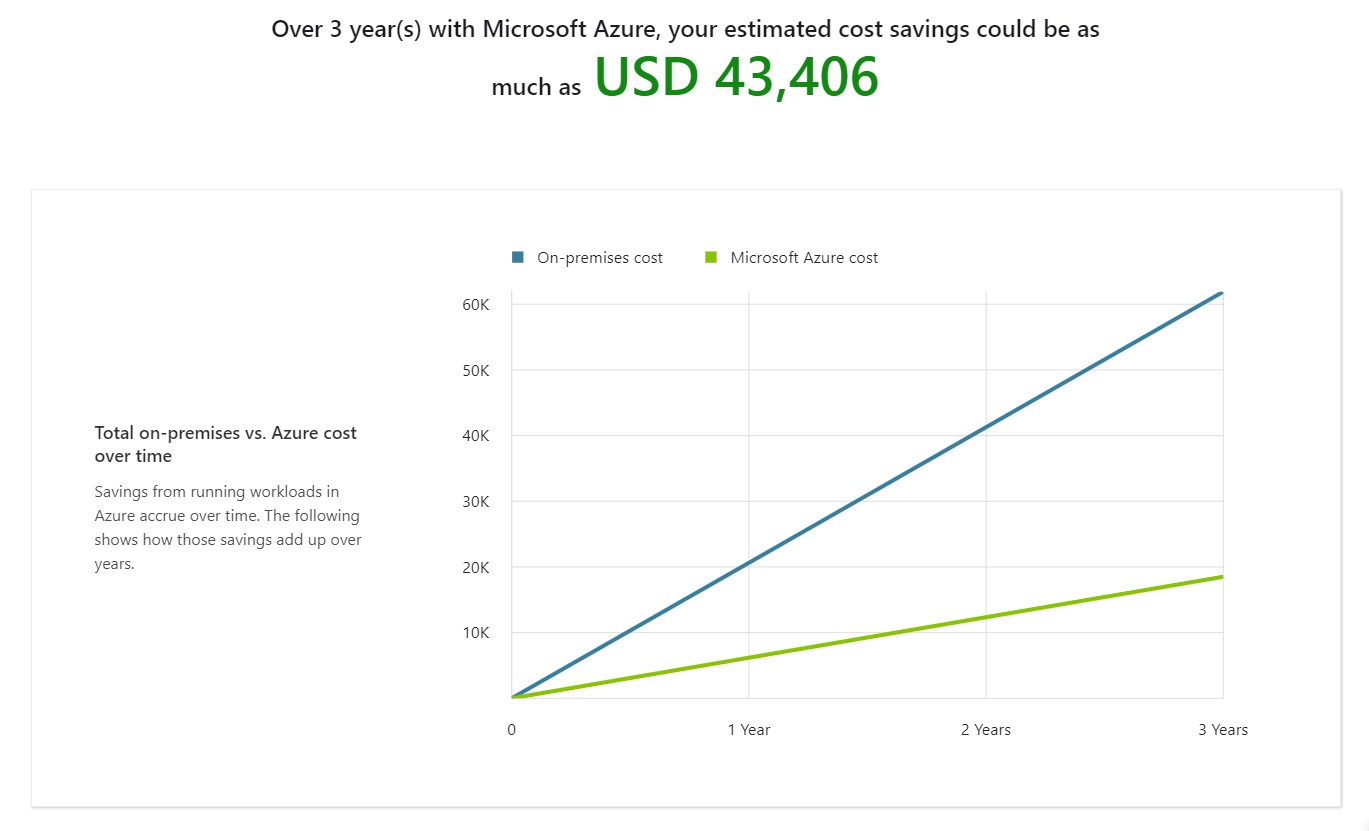 Over 3 year(s) with Microsoft Azure, your estimated cost savings could be as
much as USD 43,406
On-premises cost Microsoft Azure cost
60K
50K
40K
30K
20K
10K
Total on-premises vs. Azure cost
over time
Savings from running workloads in
Azure accrue over time. The following
shows how those savings add up over
years.
0 1 Year 2 Years 3 Years